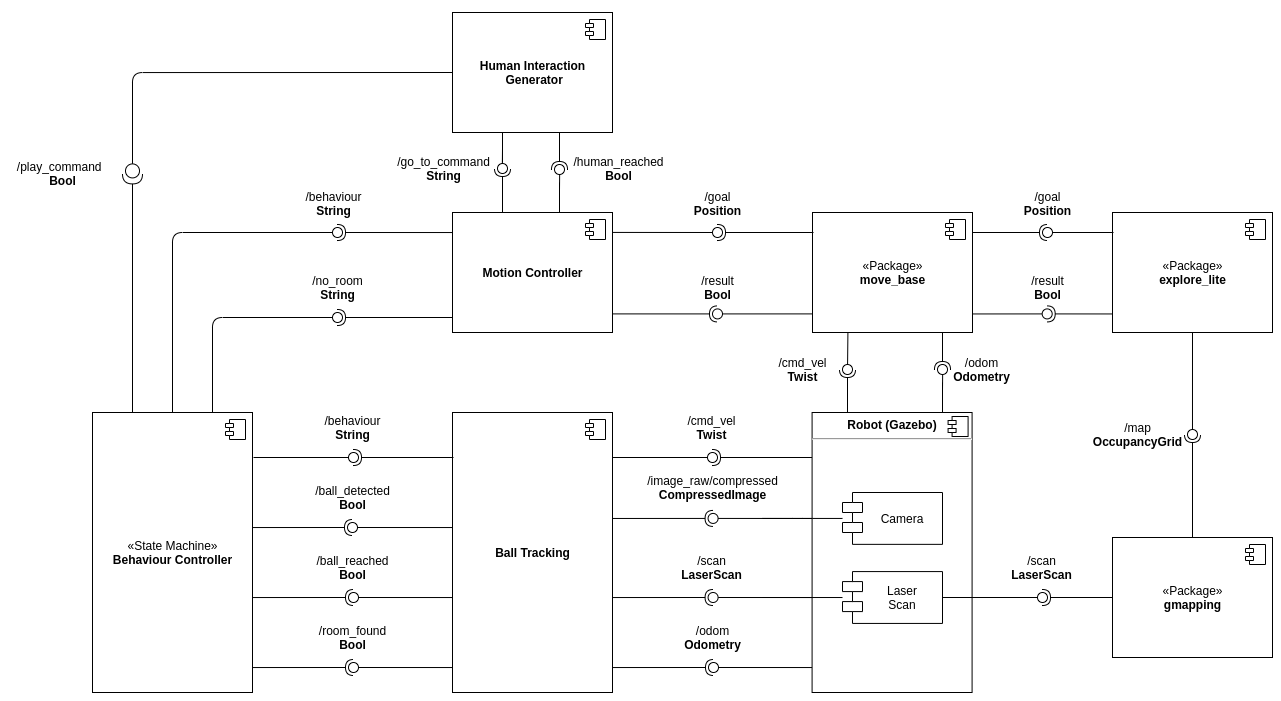 Human Interaction
Generator
/play_command
Bool
/go_to_command
String
/human_reached
Bool
/behaviour
String
/no_room
String
Motion Controller
/goal
Position
/result
Bool
«Package»
move_base
/goal
Position
/result
Bool
«Package»
explore_lite
/cmd_vel
Twist
/odom
Odometry
/map
OccupancyGrid
«State Machine»
Behaviour Controller
/behaviour
String
/ball_detected
Bool
/ball_reached
Bool
/room_found
Bool
Ball Tracking
/cmd_vel
Twist
/image_raw/compressed
CompressedImage
/scan
LaserScan
/odom
Odometry
Robot (Gazebo)
Camera
Laser
Scan
/scan
LaserScan
«Package»
gmapping